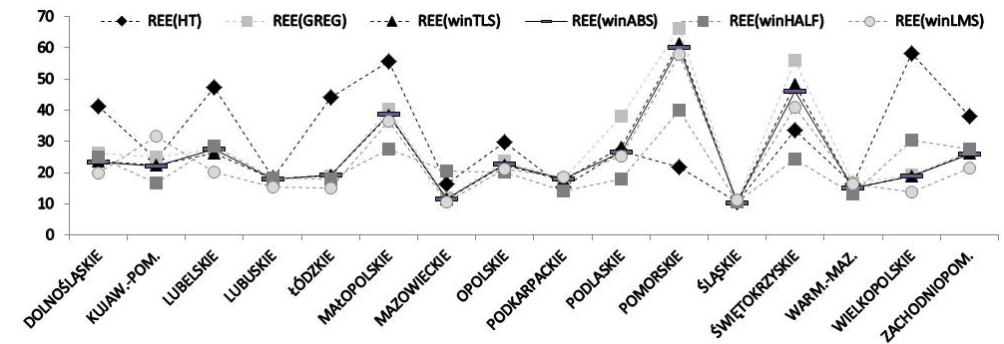 70
REE(HT) REE(GREG) REE(winTLS) REE(winABS) REE(winHALF) REE(winLMS)
60
50
40
30
20
10
0
DOLNOŚLĄSKIE
KUJAW.-POM.
LUBELSKIE
LUBUSKIE
ŁÓDZKIE
MAŁOPOLSKIE
MAZOWIECKIE
OPOLSKIE
PODKARPACKIE
PODLASKIE
POMORSKIE
ŚLĄSKIE
ŚWIĘTOKRZYSKIE
WARM.-MAZ.
WIELKOPOLSKIE
ZACHODNIOPOM.